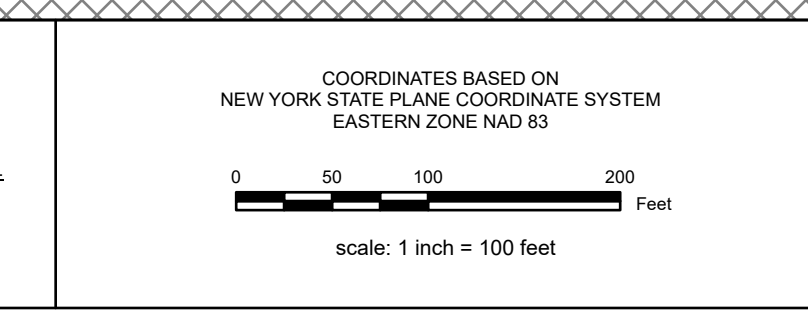 COORDINATES BASED ON
NEW YORK STATE PLANE COORDINATE SYSTEM
EASTERN ZONE NAD 83
0 50 100 200
Feet
scale: 1 inch = 100 feet